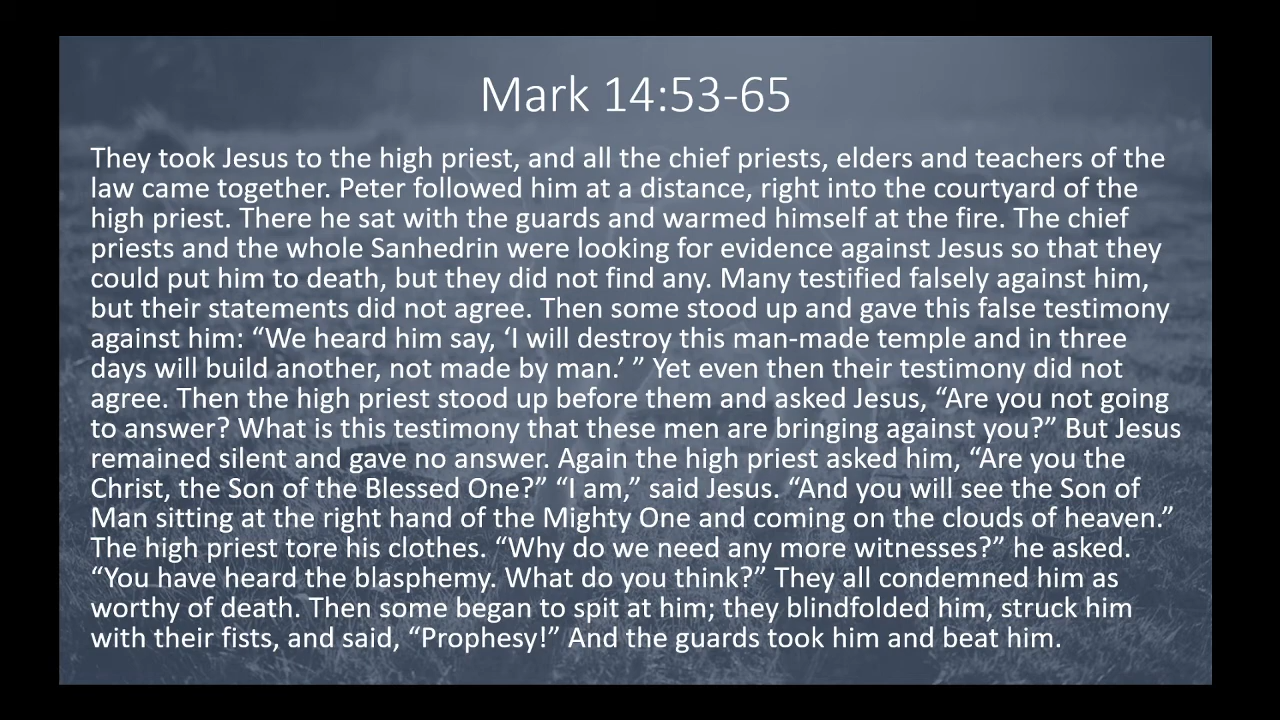 Mark 14:53-65
They took Jesus to the high priest, and all the chief priests, elders and teachers of the
law came together. Peter followed him at a distance, right into the courtyard of the
high priest. There he sat with the guards and warmed himself at the fire. The chief
priests and the whole Sanhedrin were looking for evidence against Jesus so that they
could put him to death, but they did not find any. Many testified falsely against him,
but their statements did not agree. Then some stood up and gave this false testimony
against him: “We heard him say, ‘I will destroy this man-made temple and in three
days will build another, not made by man.’ ” Yet even then their testimony did not
agree. Then the high priest stood up before them and asked Jesus, “Are you not going
to answer? What is this testimony that these men are bringing against you?” But Jesus
remained silent and gave no answer. Again the high priest asked him, “Are you the
Christ, the Son of the Blessed One?” “I am,” said Jesus. “And you will see the Son of
Man sitting at the right hand of the Mighty One and coming on the clouds of heaven.”
The high priest tore his clothes. “Why do we need any more witnesses?” he asked.
“You have heard the blasphemy. What do you think?” They all condemned him as
worthy of death. Then some began to spit at him; they blindfolded him, struck him
with their fists, and said, “Prophesy!” And the guards took him and beat him.